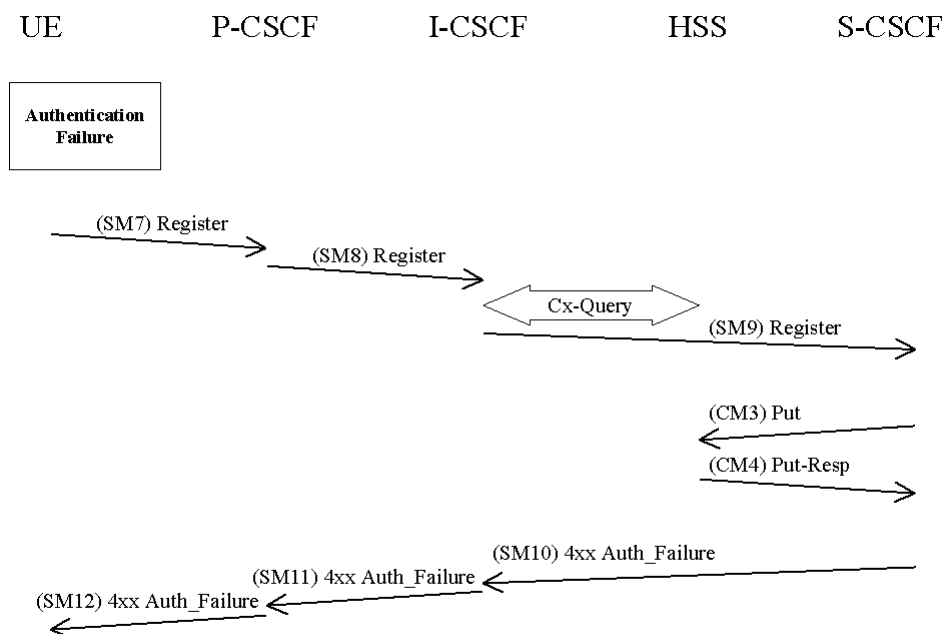 UE P-CSCF I-CSCF HSS S-CSCF
Authentication
Failure
(SM7) Register
(SM8) Register
Cx-Query
(SM9) Register
(CM3) Put
(CM4) Put-Resp
(SM10) 4xx Auth_Failure
(SM11) 4xx Auth_Failure
(SM12) 4xx Auth_Failure